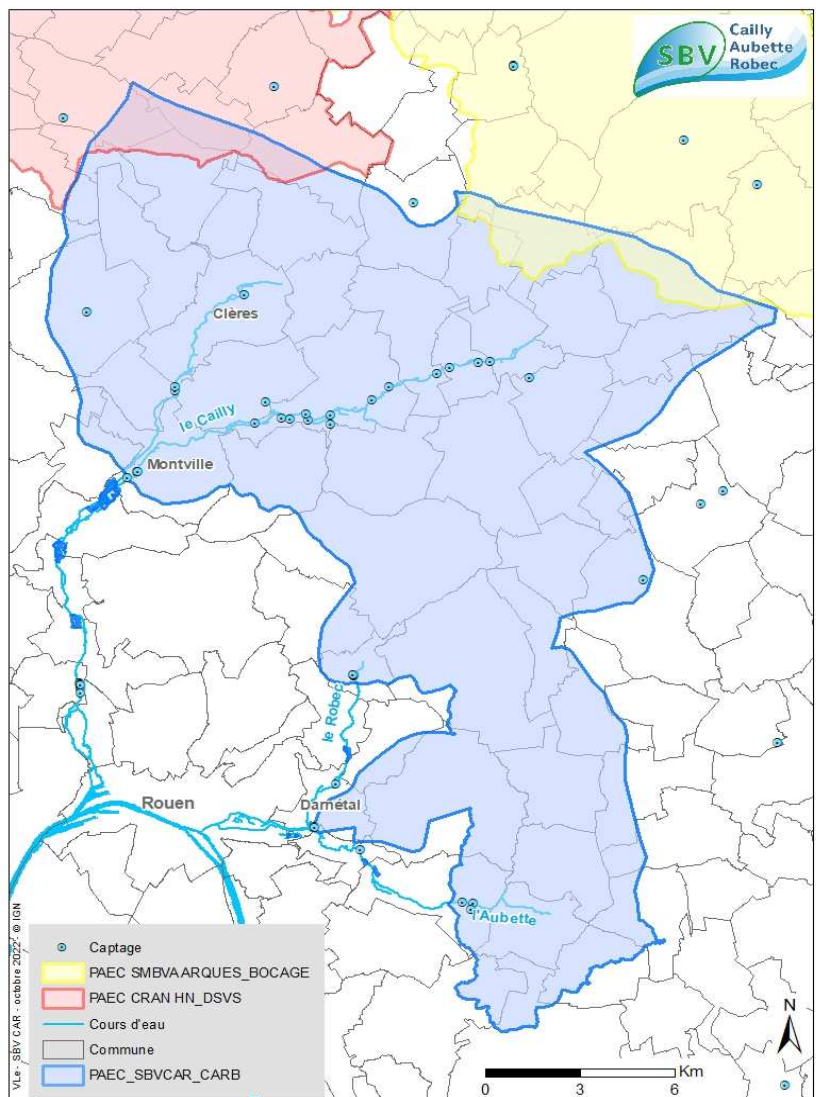 SBV
Cailly
Aubette
Robec
Clères
le Cailly
Montville
le Robec
Darnétal
Rouen
l'Aubette
Captage
PAEC SMBVAARQUES_BOCAGE
PAEC CRAN HN_DSVS
Cours d'eau
Commune
PAEC_SBVCAR_CARB
N
Km
0 3 6
VLe - SBV CAR - octobre 2022 - © IGN